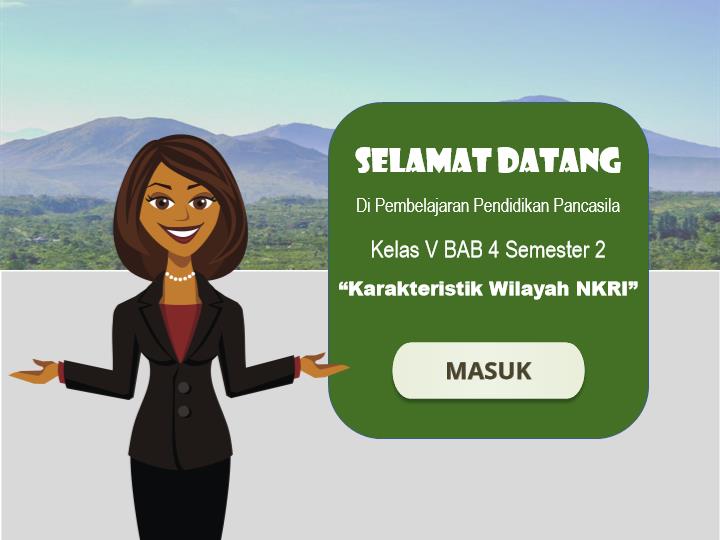 SELAMAT DATANG
Di Pembelajaran Pendidikan Pancasila
Kelas V BAB 4 Semester 2
“Karakteristik Wilayah NKRI”
MASUK